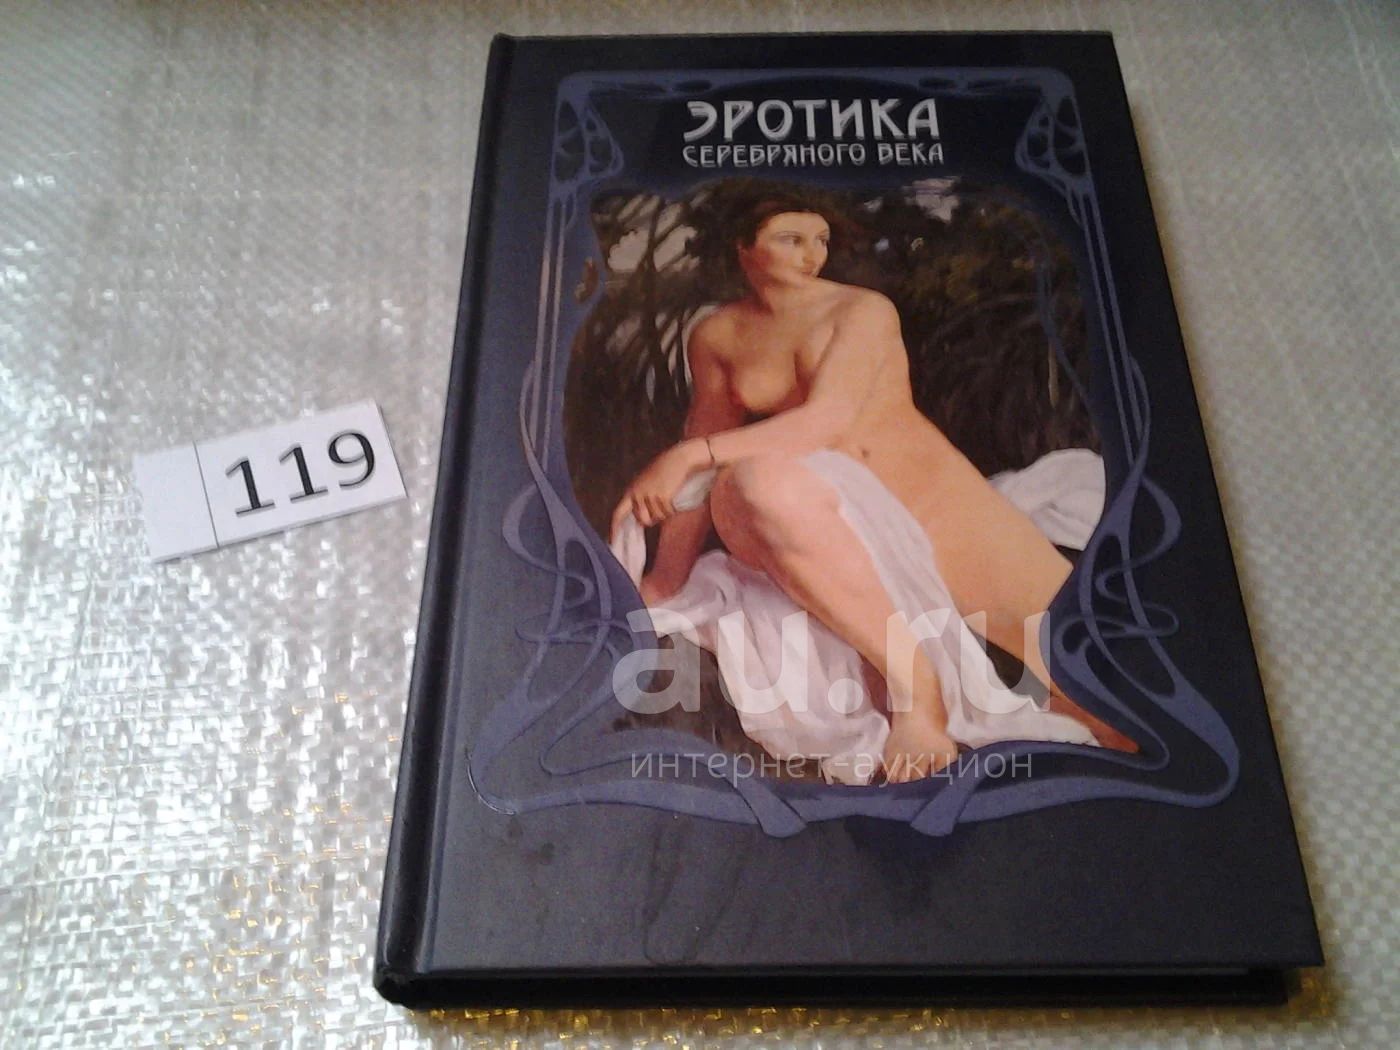 ЭРОТИКА
СЕРЕБРЯНОГО ВЕКА
119
au.ru
интернет-аукцион